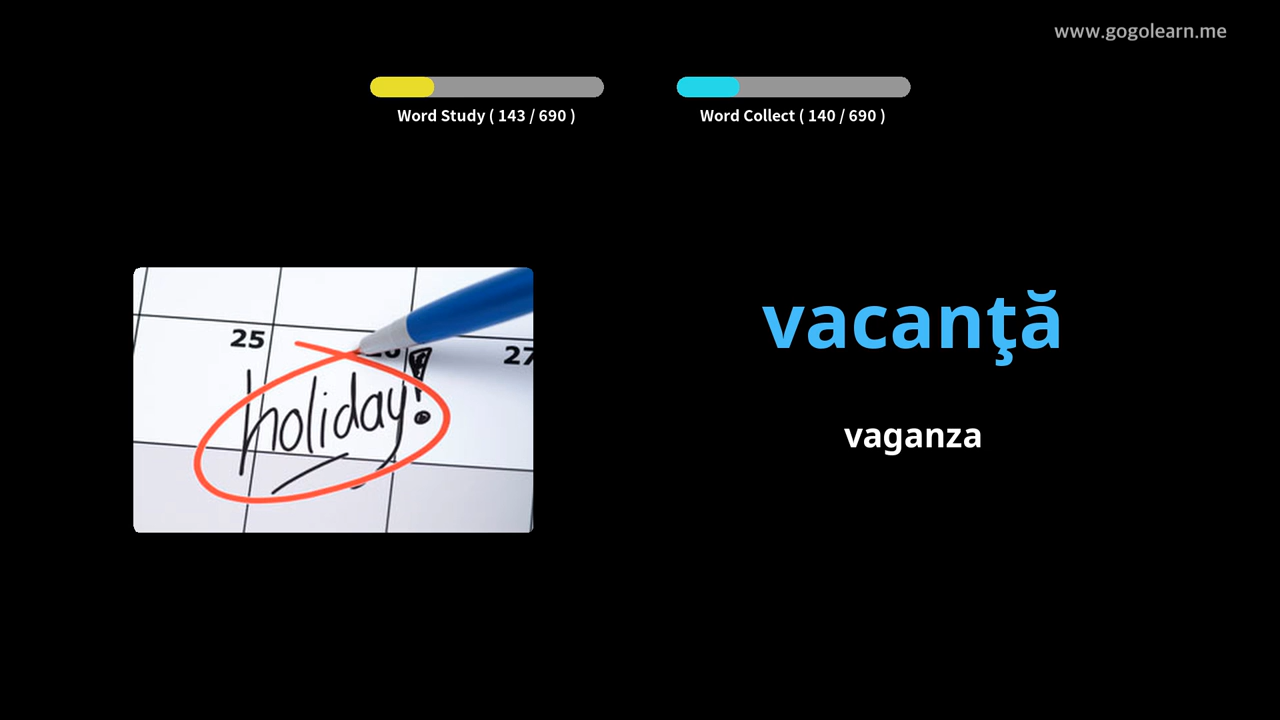 www.gogolearn.me
Word Study ( 143 / 690 )
Word Collect ( 140 / 690 )
25
27
holiday!
vacanţă
vaganza